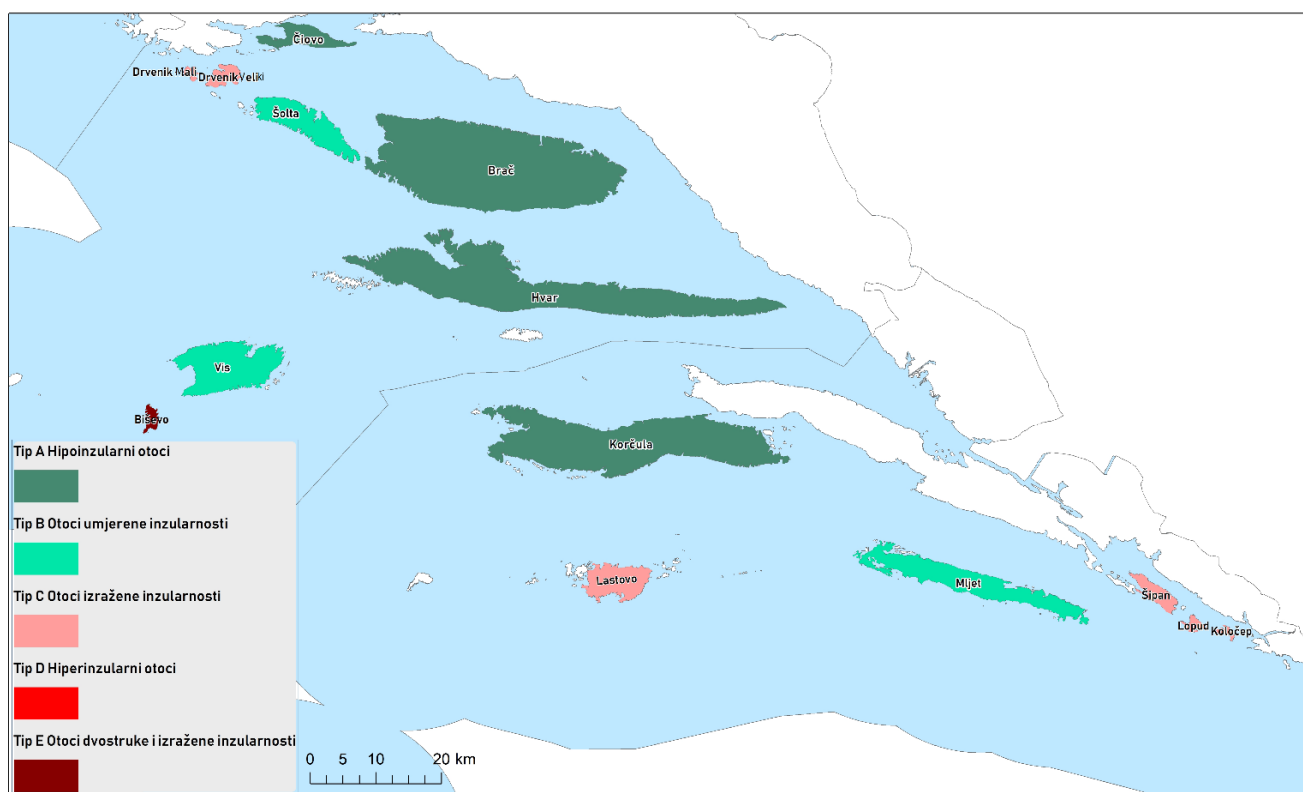 Čiovo
Drvenik Mali
Drvenik Veliki
Šolta
Brač
Hvar
Vis
Biševo
Korčula
Lastovo
Mljet
Šipan
Lopud
Koločep
Tip A Hipoinzularni otoci
Tip B Otoci umjerene inzularnosti
Tip C Otoci izražene inzularnosti
Tip D Hiperinzularni otoci
Tip E Otoci dvostruke i izražene inzularnosti
0 5 10 20 km